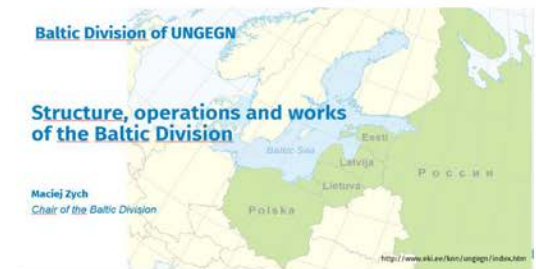 Baltic Division of UNGEGN
Structure, operations and works
of the Baltic Division
Baltic Sea
Eesti
Latvija
Россия
Lietuva
Maciej Zych
Chair of the Baltic Division
Polska
http://www.eki.ee/knn/ungegn/index.htm